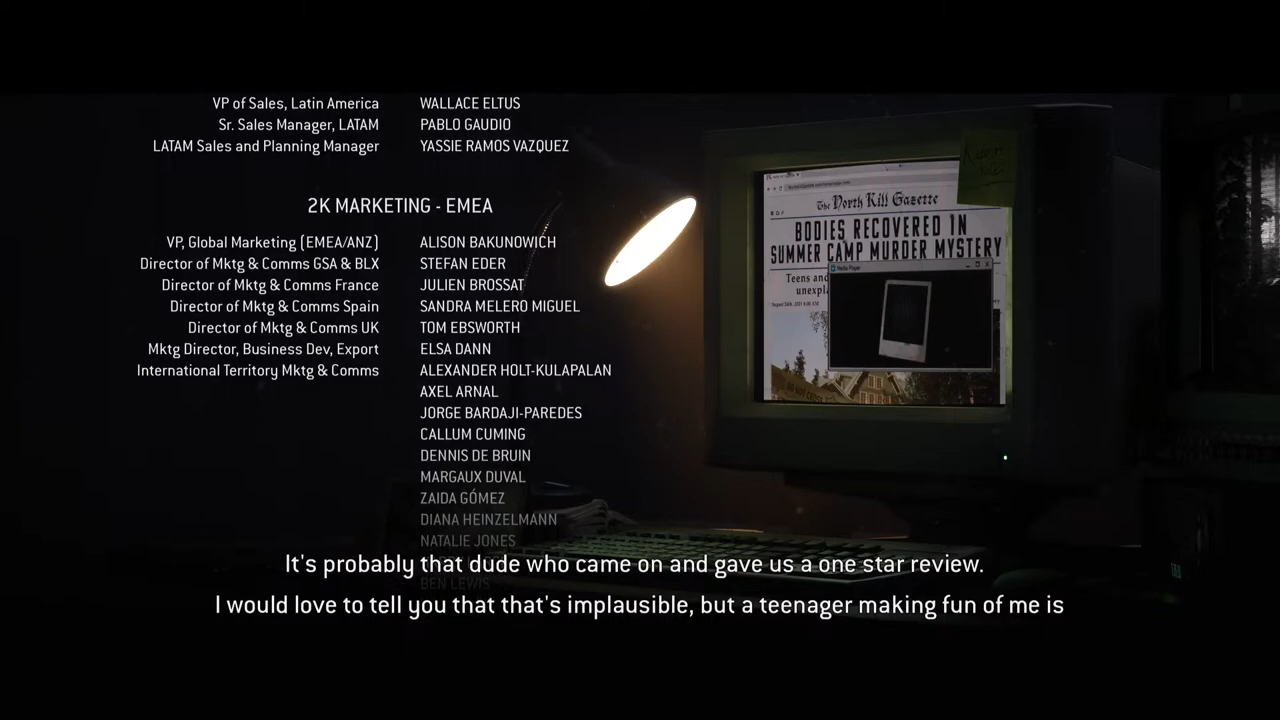 VP of Sales, Latin America WALLACE ELTUS
Sr. Sales Manager, LATAM PABLO GAUDIO
LATAM Sales and Planning Manager YASSIE RAMOS VAZQUEZ
2K MARKETING - EMEA
VP, Global Marketing (EMEA/ANZ) ALISON BAKUNOWICH
Director of Mktg & Comms GSA & BLX STEFAN EDER
Director of Mktg & Comms France JULIEN BROSSAT
Director of Mktg & Comms Spain SANDRA MELERO MIGUEL
Director of Mktg & Comms UK TOM EBSWORTH
Mktg Director, Business Dev, Export ELSA DANN
International Territory Mktg & Comms ALEXANDER HOLT-KULAPALAN
AXEL ARNAL
JORGE BARDAJI-PAREDES
CALLUM CUMING
DENNIS DE BRUIN
MARGAUX DUVAL
ZAIDA GÓMEZ
DIANA HEINZELMANN
NATALIE JONES
BEN LEWIS
The North Kill Gazette
BODIES RECOVERED IN
SUMMER CAMP MURDER MYSTERY
Teens and
unexpla
Media Player
It's probably that dude who came on and gave us a one star review.
I would love to tell you that that's implausible, but a teenager making fun of me is